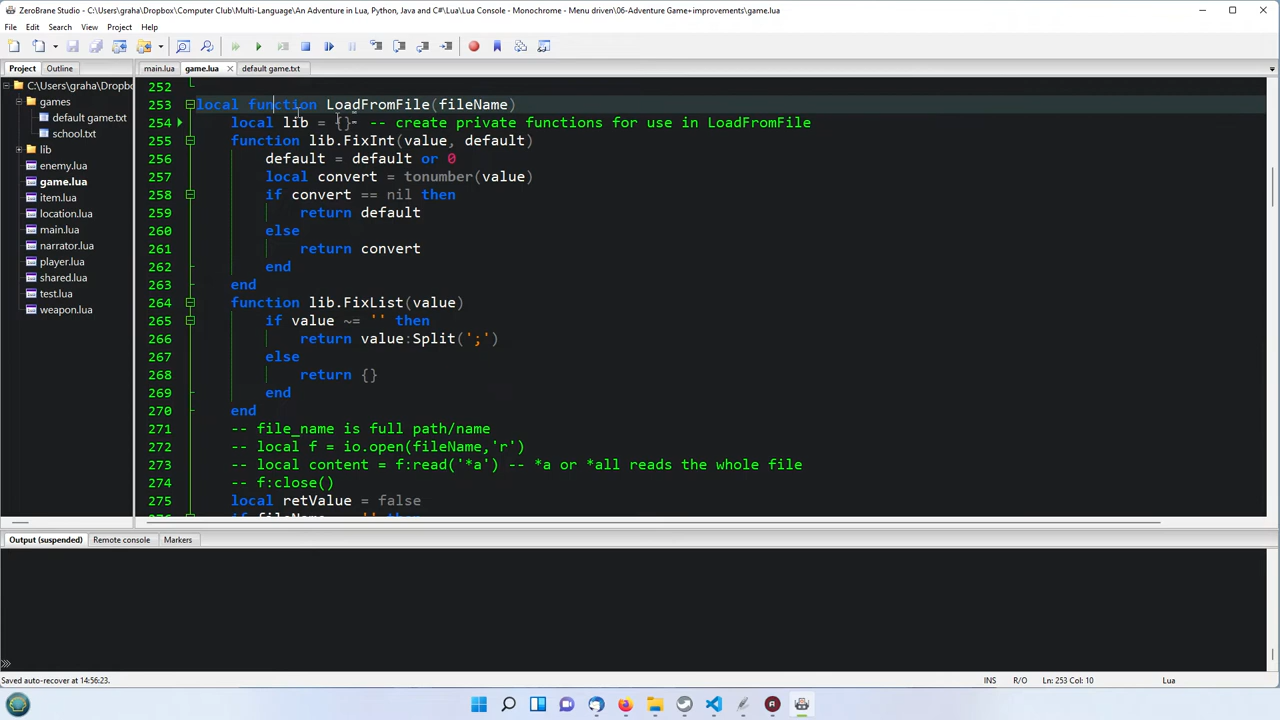 ZeroBrane Studio - C:\Users\graha\Dropbox\Computer Club\Multi-Language\An Adventure in Lua, Python, Java and C#\Lua\Lua Console - Monochrome - Menu driven\06-Adventure Game+improvements\game.lua
File Edit Search View Project Help
Project Outline
main.lua game.lua default game.txt
C:\Users\graha\Dropbo
games
default game.txt
school.txt
lib
enemy.lua
game.lua
item.lua
location.lua
main.lua
narrator.lua
player.lua
shared.lua
test.lua
weapon.lua
252
253 local function LoadFromFile(fileName)
254 local lib = {} -- create private functions for use in LoadFromFile
255 function lib.FixInt(value, default)
256 default = default or 0
257 local convert = tonumber(value)
258 if convert == nil then
259 return default
260 else
261 return convert
262 end
263 end
264 function lib.FixList(value)
265 if value ~= '' then
266 return value:Split(';')
267 else
268 return {}
269 end
270 end
271 -- file_name is full path/name
272 -- local f = io.open(fileName,'r')
273 -- local content = f:read('*a') -- *a or *all reads the whole file
274 -- f:close()
275 local retValue = false
Output (suspended) Remote console Markers
Saved auto-recover at 14:56:23. INS R/O Ln: 253 Col: 10 Lua